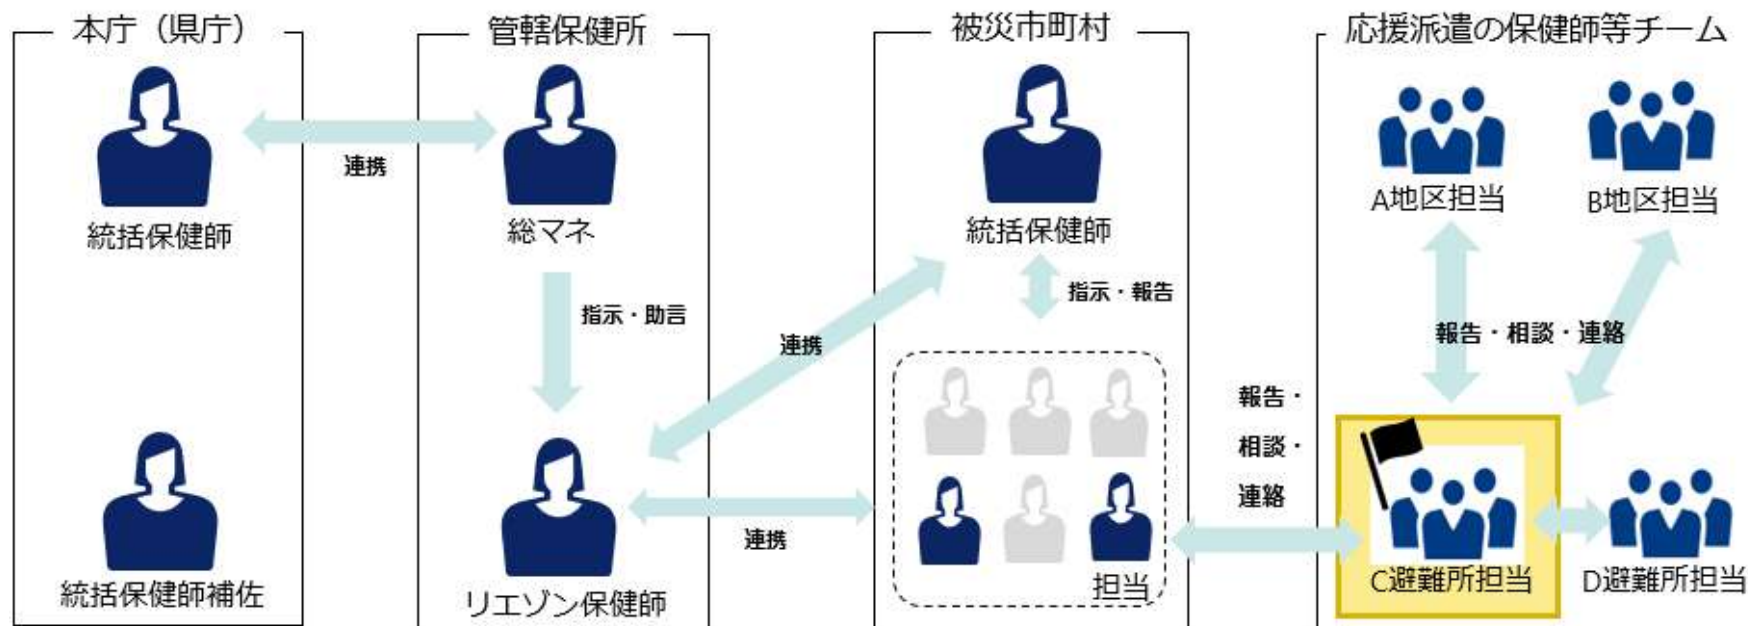 本庁（県庁）
管轄保健所
被災市町村
応援派遣の保健師等チーム
連携
統括保健師
総マネ
統括保健師
A地区担当
B地区担当
指示・助言
連携
指示・報告
報告・相談・連絡
報告・
相談・
連絡
連携
統括保健師補佐
リエゾン保健師
担当
C避難所担当
D避難所担当